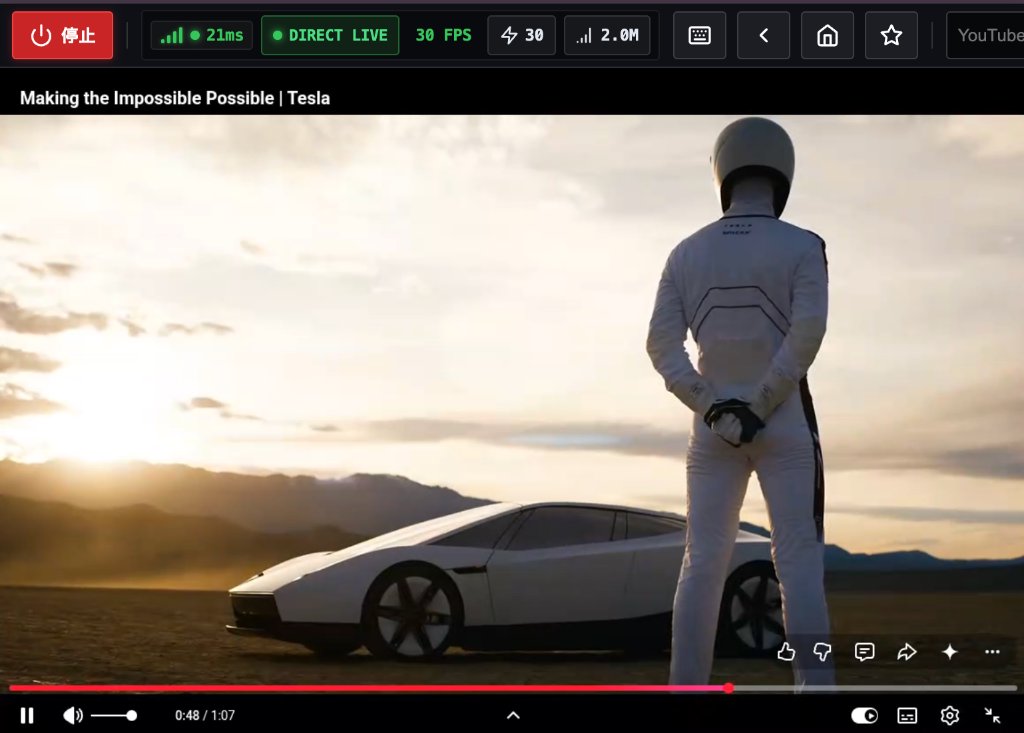 停止
21ms
DIRECT LIVE
30 FPS
30
2.0M
YouTube
Making the Impossible Possible | Tesla
TESLA
0:48 / 1:07